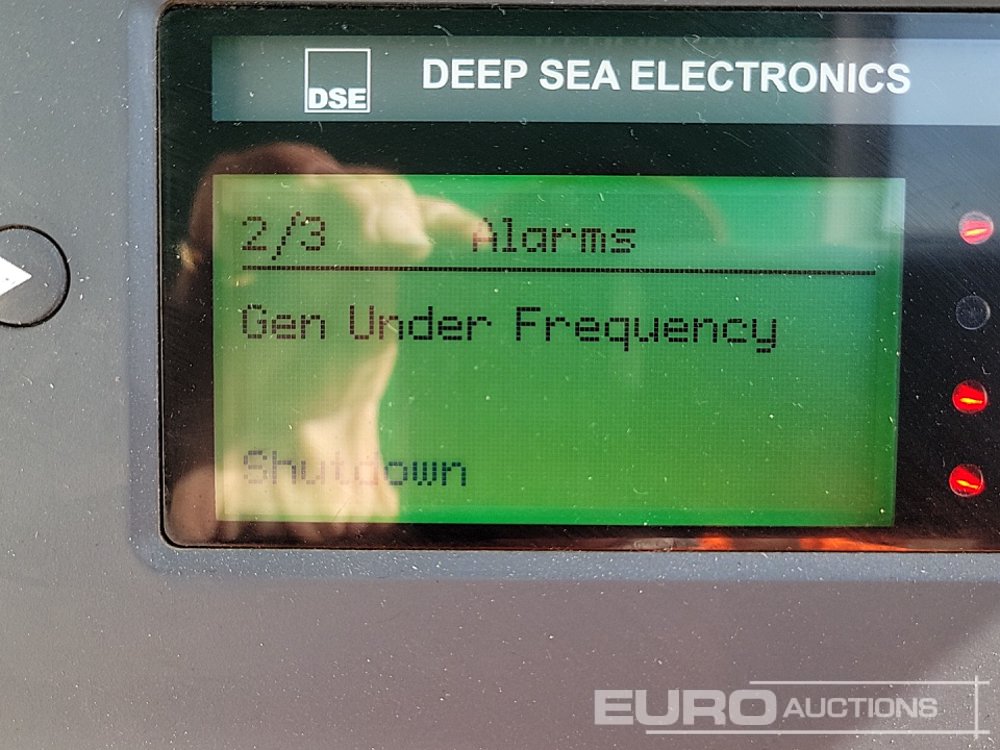 DSE
DEEP SEA ELECTRONICS
2/3 Alarms
Gen Under Frequency
Shutdown
EURO AUCTIONS